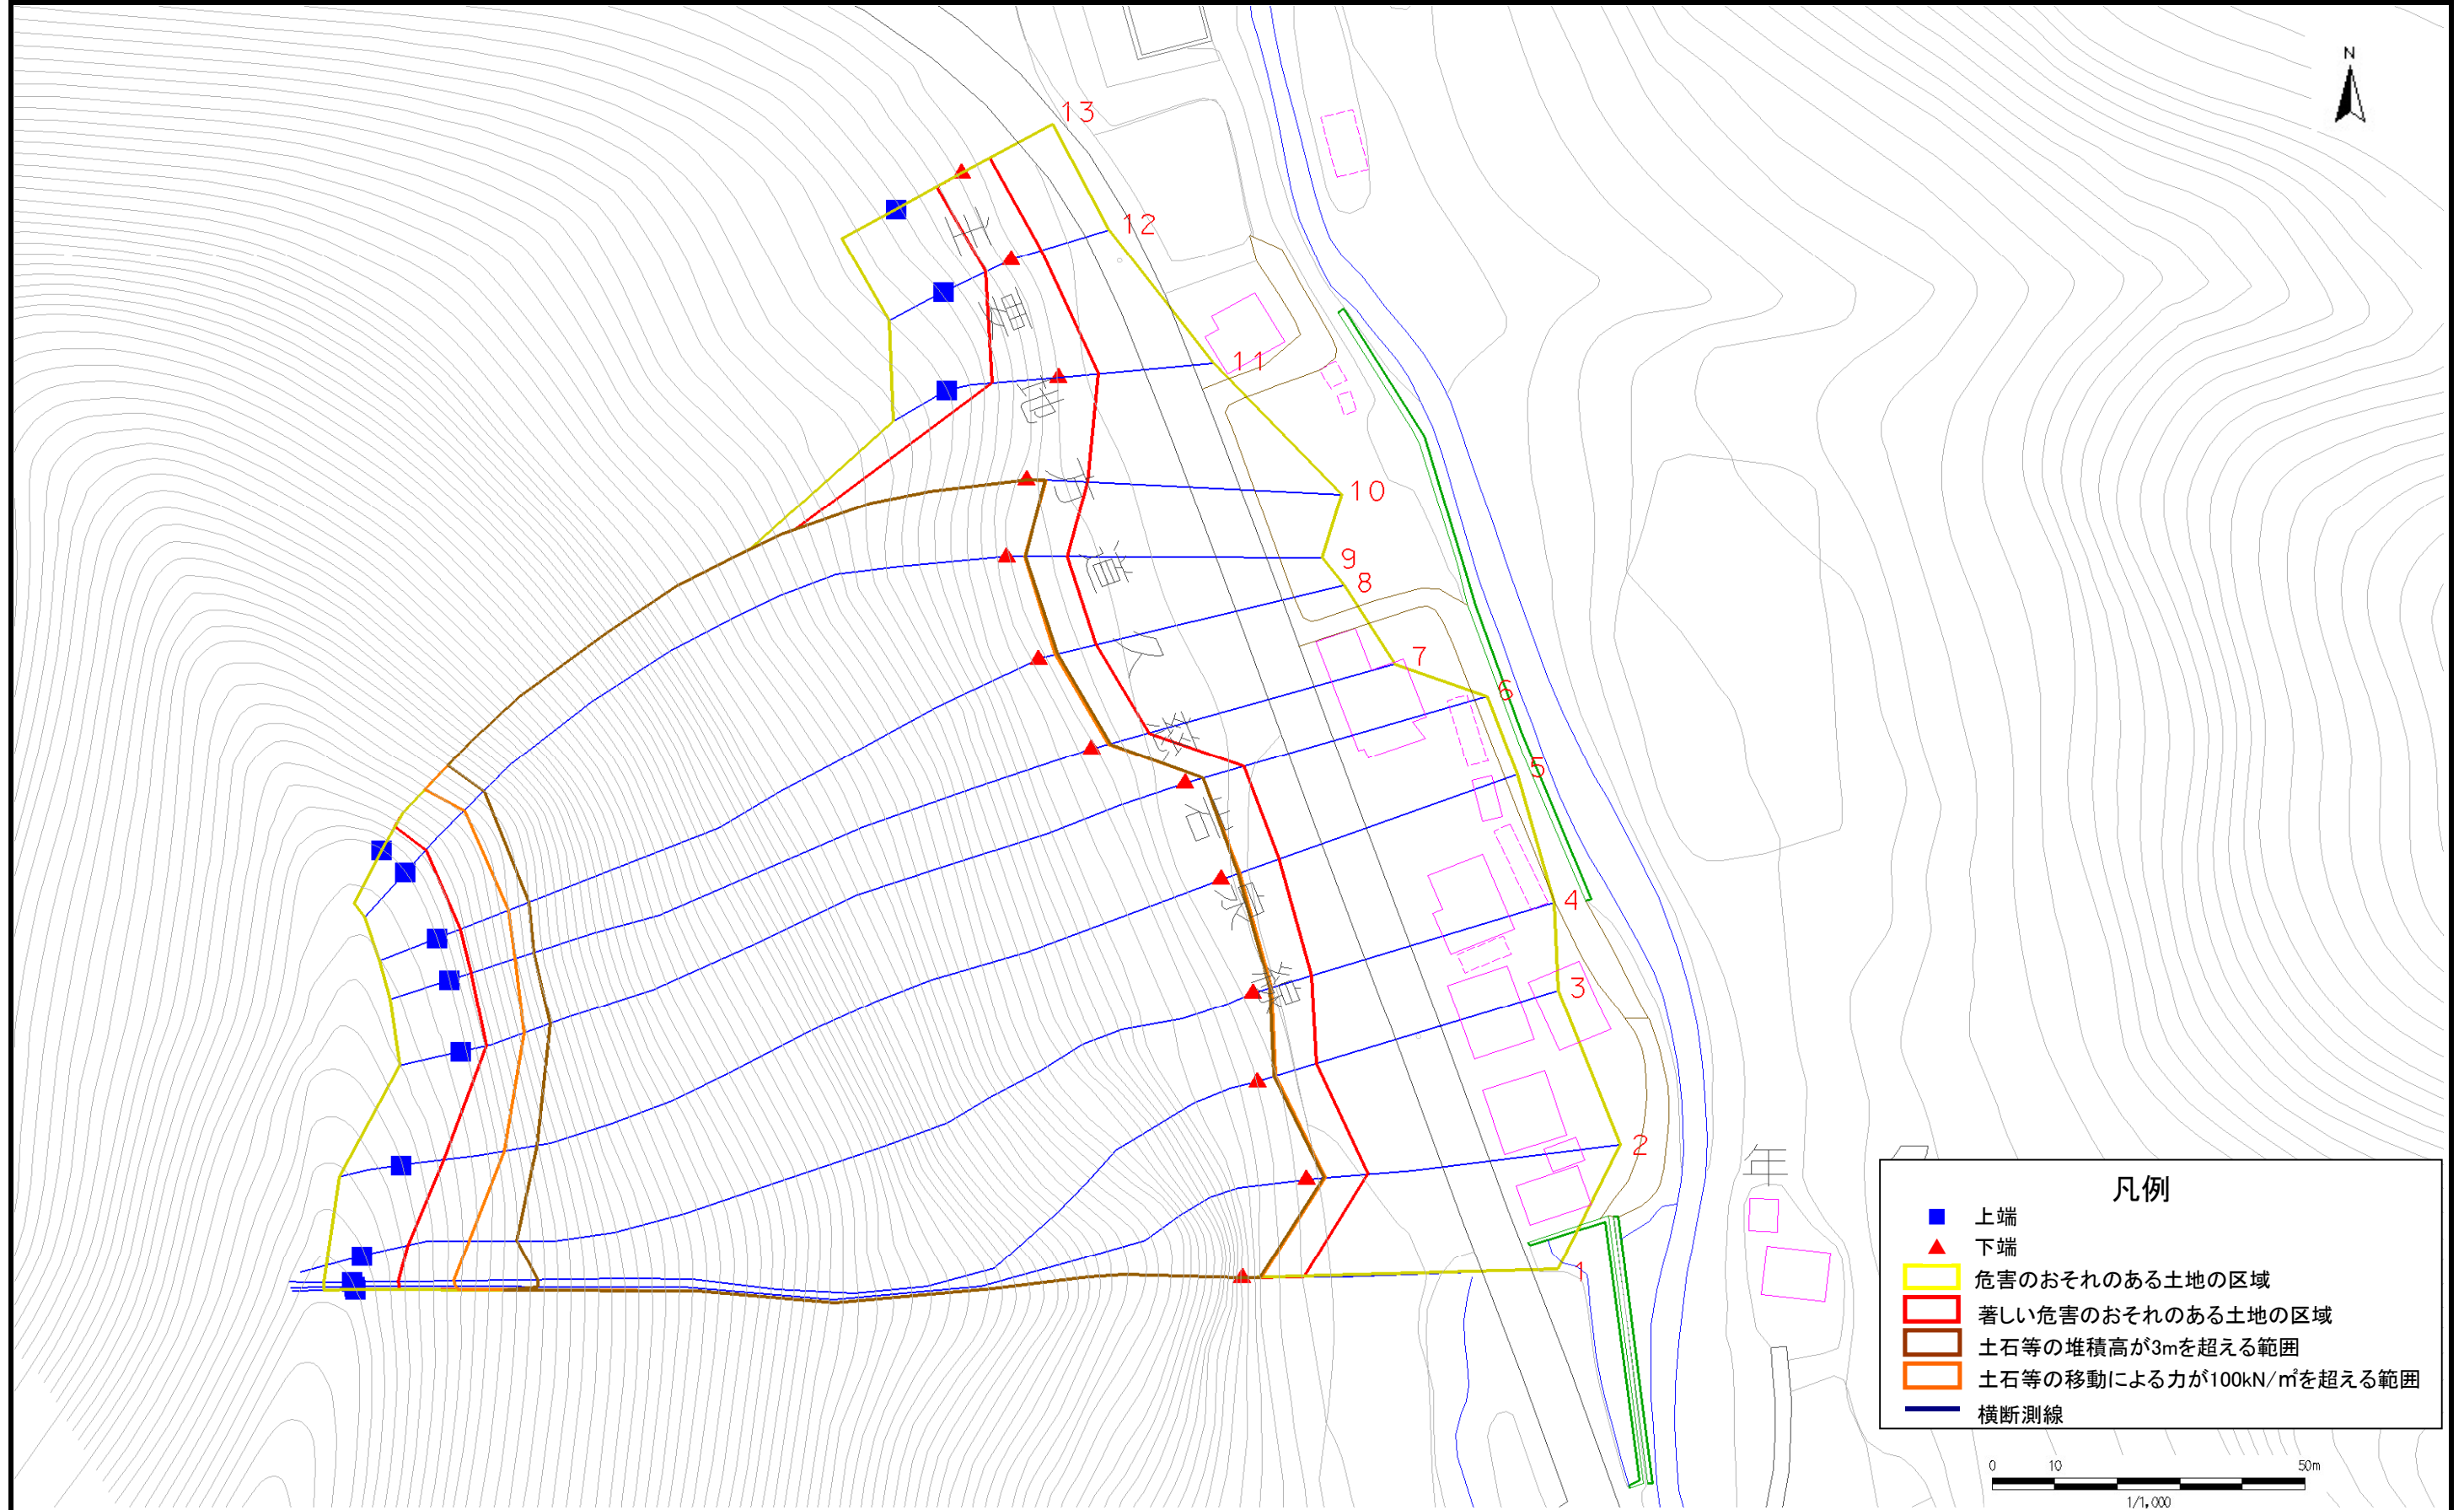 N
13
12
11
10
9
8
7
6
5
4
3
2
1
年
凡例
上端
下端
危害のおそれのある土地の区域
著しい危害のおそれのある土地の区域
土石等の堆積高が3mを超える範囲
土石等の移動による力が100kN/㎡を超える範囲
横断測線
0 10 50m
1/1,000